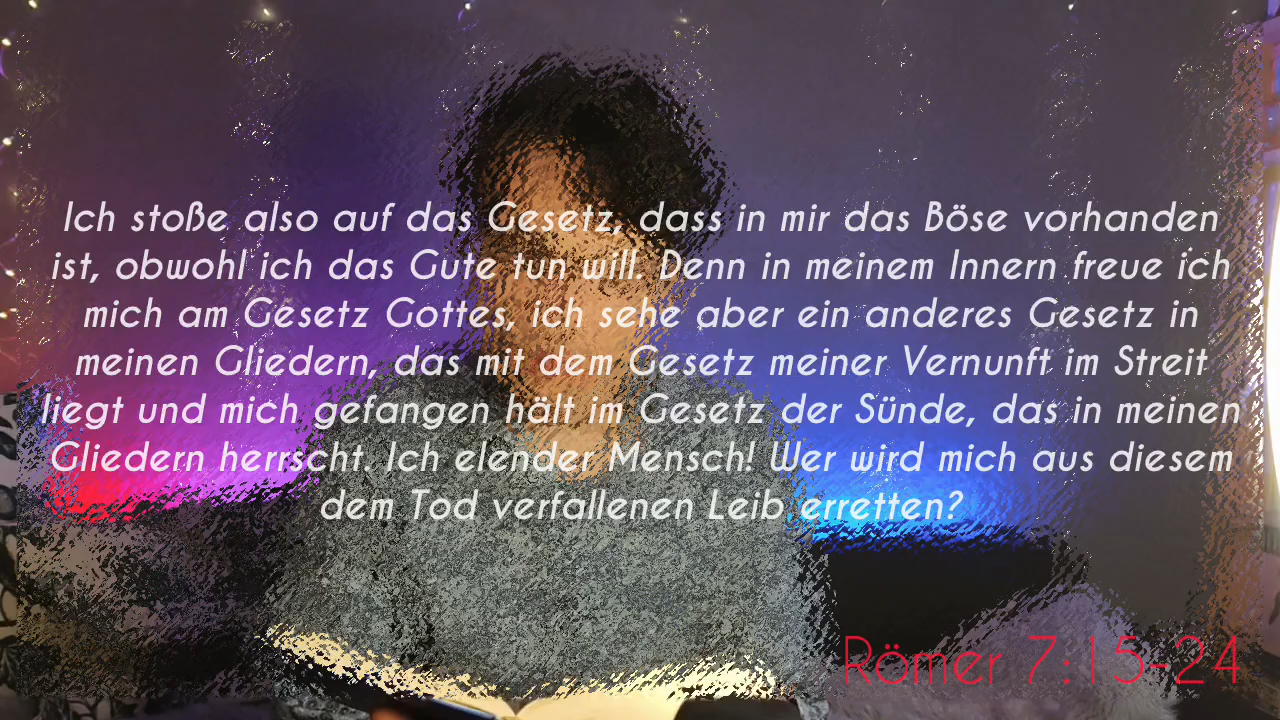 Ich stoße also auf das Gesetz, dass in mir das Böse vorhanden
ist, obwohl ich das Gute tun will. Denn in meinem Innern freue ich
mich am Gesetz Gottes, ich sehe aber ein anderes Gesetz in
meinen Gliedern, das mit dem Gesetz meiner Vernunft im Streit
liegt und mich gefangen hält im Gesetz der Sünde, das in meinen
Gliedern herrscht. Ich elender Mensch! Wer wird mich aus diesem
dem Tod verfallenen Leib erretten?
Römer 7:15-24